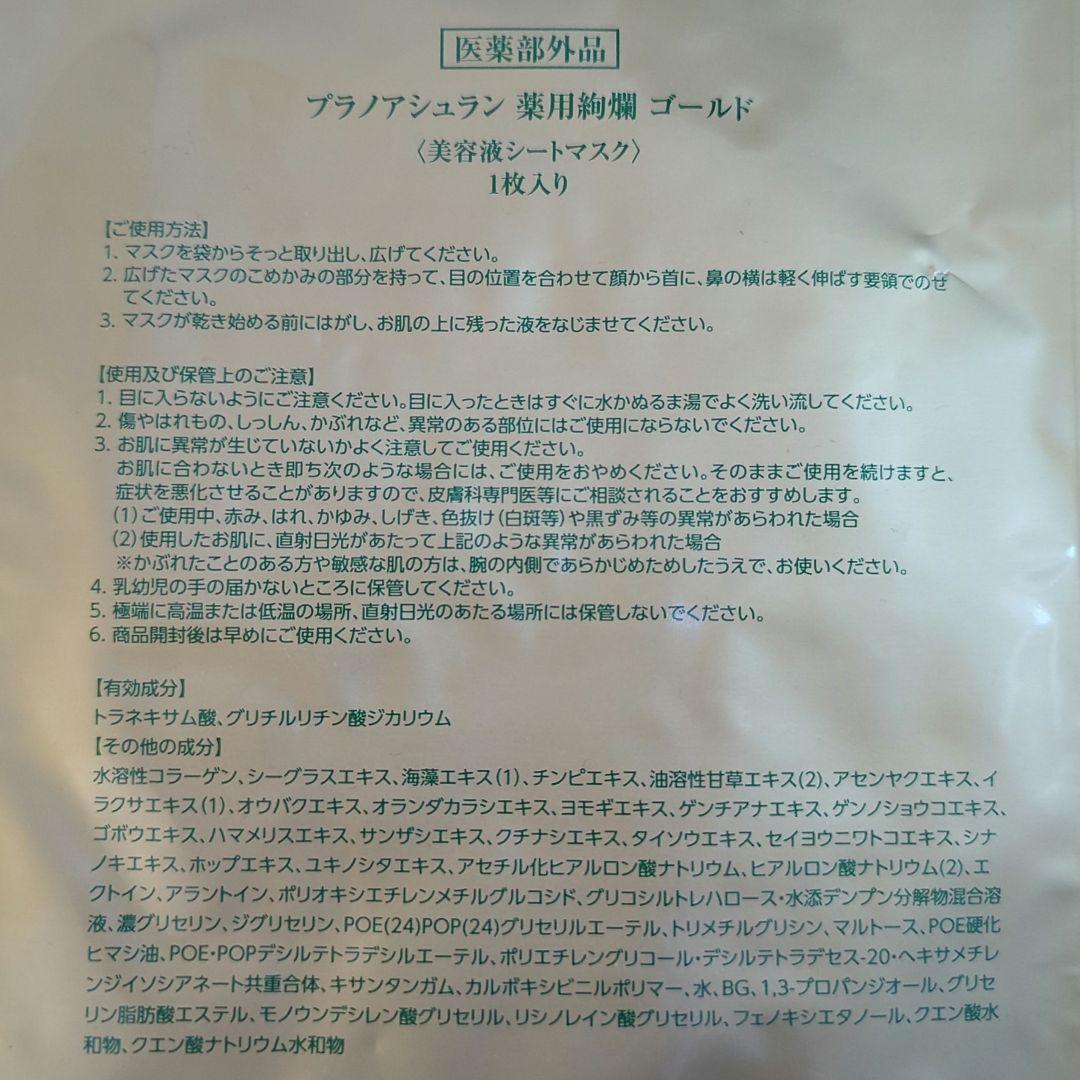 医薬部外品
プラノアシュラン 薬用絢爛 ゴールド
〈美容液シートマスク〉
1枚入り
【ご使用方法】
1. マスクを袋からそっと取り出し、広げてください。
2. 広げたマスクのこめかみの部分を持って、目の位置を合わせて顔から首に、鼻の横は軽く伸ばす要領でのせ
てください。
3. マスクが乾き始める前にはがし、お肌の上に残った液をなじませてください。
【使用及び保管上のご注意】
1. 目に入らないようにご注意ください。目に入ったときはすぐに水かぬるま湯でよく洗い流してください。
2. 傷やはれもの、しっしん、かぶれなど、異常のある部位にはご使用にならないでください。
3. お肌に異常が生じていないかよく注意してご使用ください。
お肌に合わないとき即ち次のような場合には、ご使用をおやめください。そのままご使用を続けますと、
症状を悪化させることがありますので、皮膚科専門医等にご相談されることをおすすめします。
(1)ご使用中、赤み、はれ、かゆみ、しげき、色抜け(白斑等)や黒ずみ等の異常があらわれた場合
(2)使用したお肌に、直射日光があたって上記のような異常があらわれた場合
※かぶれたことのある方や敏感な肌の方は、腕の内側であらかじめためしたうえで、お使いください。
4. 乳幼児の手の届かないところに保管してください。
5. 極端に高温または低温の場所、直射日光のあたる場所には保管しないでください。
6. 商品開封後は早めにご使用ください。
【有効成分】
トラネキサム酸、グリチルリチン酸ジカリウム
【その他の成分】
水溶性コラーゲン、シーグラスエキス、海藻エキス(1)、チンピエキス、油溶性甘草エキス(2)、アセンヤクエキス、イ
ラクサエキス(1)、オウバクエキス、オランダカラシエキス、ヨモギエキス、ゲンチアナエキス、ゲンノショウコエキス、
ゴボウエキス、ハマメリスエキス、サンザシエキス、クチナシエキス、タイソウエキス、セイヨウニワトコエキス、シナ
ノキエキス、ホップエキス、ユキノシタエキス、アセチル化ヒアルロン酸ナトリウム、ヒアルロン酸ナトリウム(2)、エ
クトイン、アラントイン、ポリオキシエチレンメチルグルコシド、グリコシルトレハロース・水添デンプン分解物混合溶
液、濃グリセリン、ジグリセリン、POE(24)POP(24)グリセリルエーテル、トリメチルグリシン、マルトース、POE硬化
ヒマシ油、POE・POPデシルテトラデシルエーテル、ポリエチレングリコール・デシルテトラデセス-20・ヘキサメチレ
ンジイソシアネート共重合体、キサンタンガム、カルボキシビニルポリマー、水、BG、1,3-プロパンジオール、グリセ
リン脂肪酸エステル、モノウンデシレン酸グリセリル、リシノレイン酸グリセリル、フェノキシエタノール、クエン酸水
和物、クエン酸ナトリウム水和物